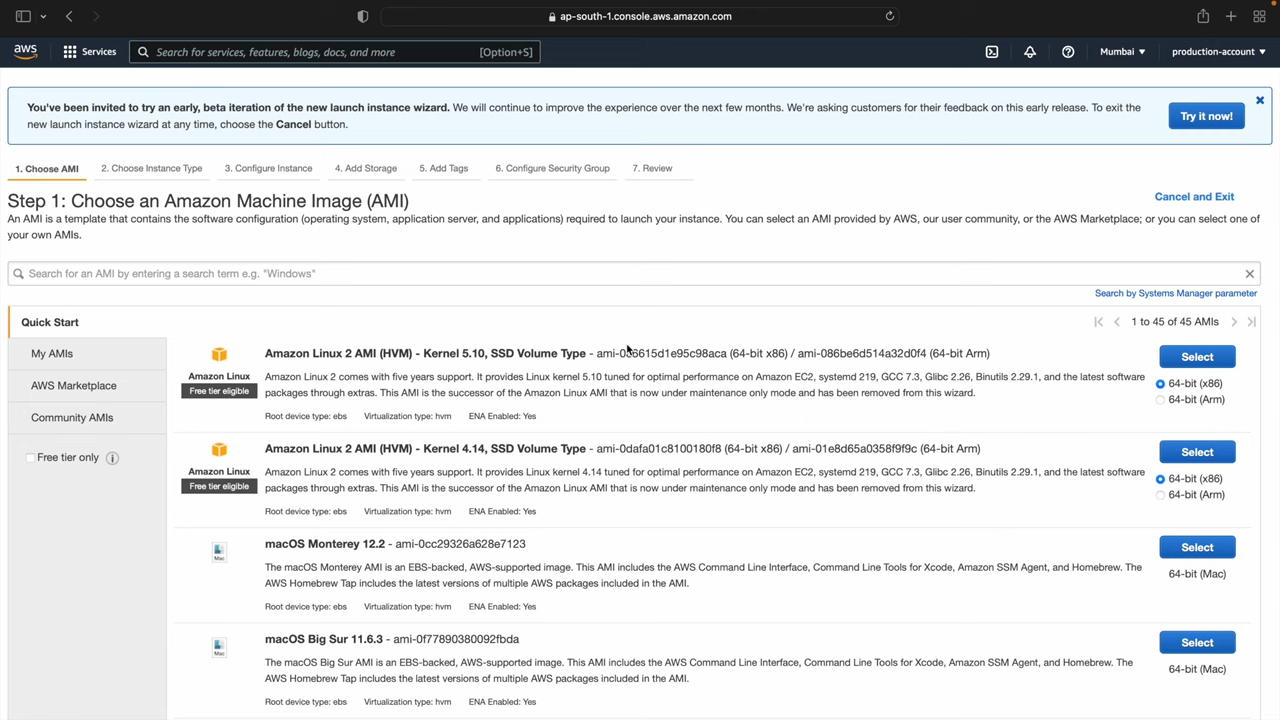 ap-south-1.console.aws.amazon.com
aws Services Search for services, features, blogs, docs, and more [Option+S] Mumbai ▼ production-account ▼
You've been invited to try an early, beta iteration of the new launch instance wizard. We will continue to improve the experience over the next few months. We're asking customers for their feedback on this early release. To exit
the new launch instance wizard at any time, choose the Cancel button.
Try it now!
1. Choose AMI 2. Choose Instance Type 3. Configure Instance 4. Add Storage 5. Add Tags 6. Configure Security Group 7. Review
Step 1: Choose an Amazon Machine Image (AMI)
Cancel and Exit
An AMI is a template that contains the software configuration (operating system, application server, and applications) required to launch your instance. You can select an AMI provided by AWS, our user community, or the AWS Marketplace; or you can select one of
your own AMIs.
Search for an AMI by entering a search term e.g. "Windows"
Search by Systems Manager parameter
Quick Start
1 to 45 of 45 AMIs
My AMIs
AWS Marketplace
Community AMIs
Free tier only
Amazon Linux
Free tier eligible
Amazon Linux 2 AMI (HVM) - Kernel 5.10, SSD Volume Type - (64-bit x86) / ami-086be6d514a32d0f4 (64-bit Arm)
Amazon Linux 2 comes with five years support. It provides Linux kernel 5.10 tuned for optimal performance on Amazon EC2, systemd 219, GCC 7.3, Glibc 2.26, Binutils 2.29.1, and the latest software
packages through extras. This AMI is the successor of the Amazon Linux AMI that is now under maintenance only mode and has been removed from this wizard.
Root device type: ebs Virtualization type: hvm ENA Enabled: Yes
Select
64-bit (x86)
64-bit (Arm)
Amazon Linux
Free tier eligible
Amazon Linux 2 AMI (HVM) - Kernel 4.14, SSD Volume Type - ami-0dafa01c8100180f8 (64-bit x86) / ami-01e8d65a0358f9f9c (64-bit Arm)
Amazon Linux 2 comes with five years support. It provides Linux kernel 4.14 tuned for optimal performance on Amazon EC2, systemd 219, GCC 7.3, Glibc 2.26, Binutils 2.29.1, and the latest software
packages through extras. This AMI is the successor of the Amazon Linux AMI that is now under maintenance only mode and has been removed from this wizard.
Root device type: ebs Virtualization type: hvm ENA Enabled: Yes
Select
64-bit (x86)
64-bit (Arm)
Mac
macOS Monterey 12.2 - ami-0cc29326a628e7123
The macOS Monterey AMI is an EBS-backed, AWS-supported image. This AMI includes the AWS Command Line Interface, Command Line Tools for Xcode, Amazon SSM Agent, and Homebrew. The
AWS Homebrew Tap includes the latest versions of multiple AWS packages included in the AMI.
Root device type: ebs Virtualization type: hvm ENA Enabled: Yes
Select
64-bit (Mac)
Mac
macOS Big Sur 11.6.3 - ami-0f77890380092fbda
The macOS Big Sur AMI is an EBS-backed, AWS-supported image. This AMI includes the AWS Command Line Interface, Command Line Tools for Xcode, Amazon SSM Agent, and Homebrew. The
AWS Homebrew Tap includes the latest versions of multiple AWS packages included in the AMI.
Root device type: ebs Virtualization type: hvm ENA Enabled: Yes
Select
64-bit (Mac)